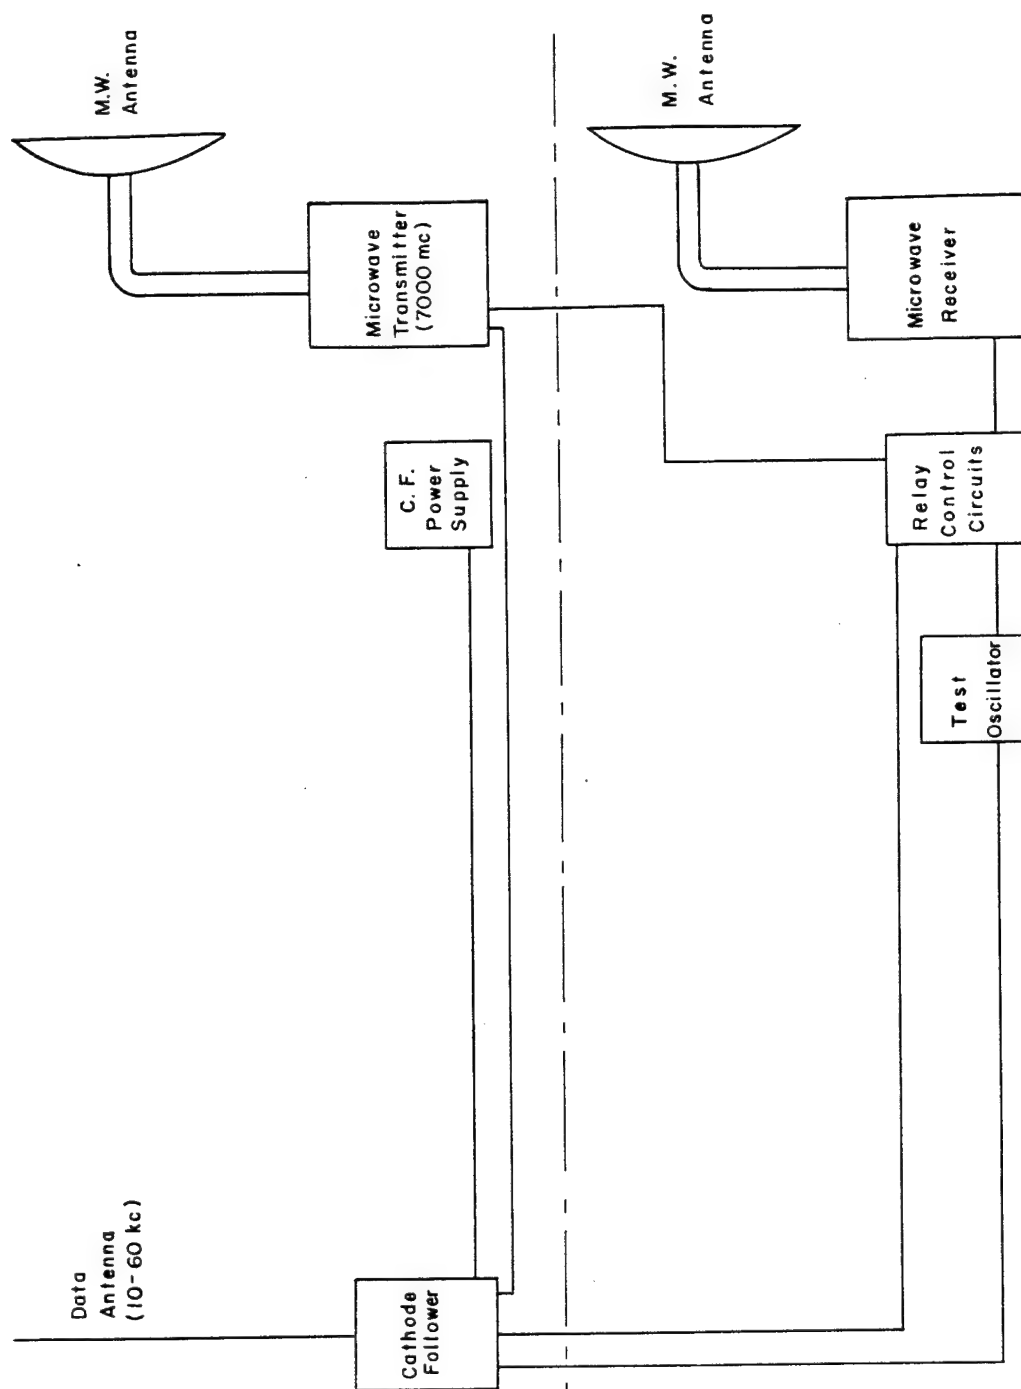 Data
Antenna
(10-60 kc)
Cathode
Follower
C. F.
Power
Supply
Microwave
Transmitter
(7000 mc)
M.W.
Antenna
Test
Oscillator
Relay
Control
Circuits
Microwave
Receiver
M.W.
Antenna